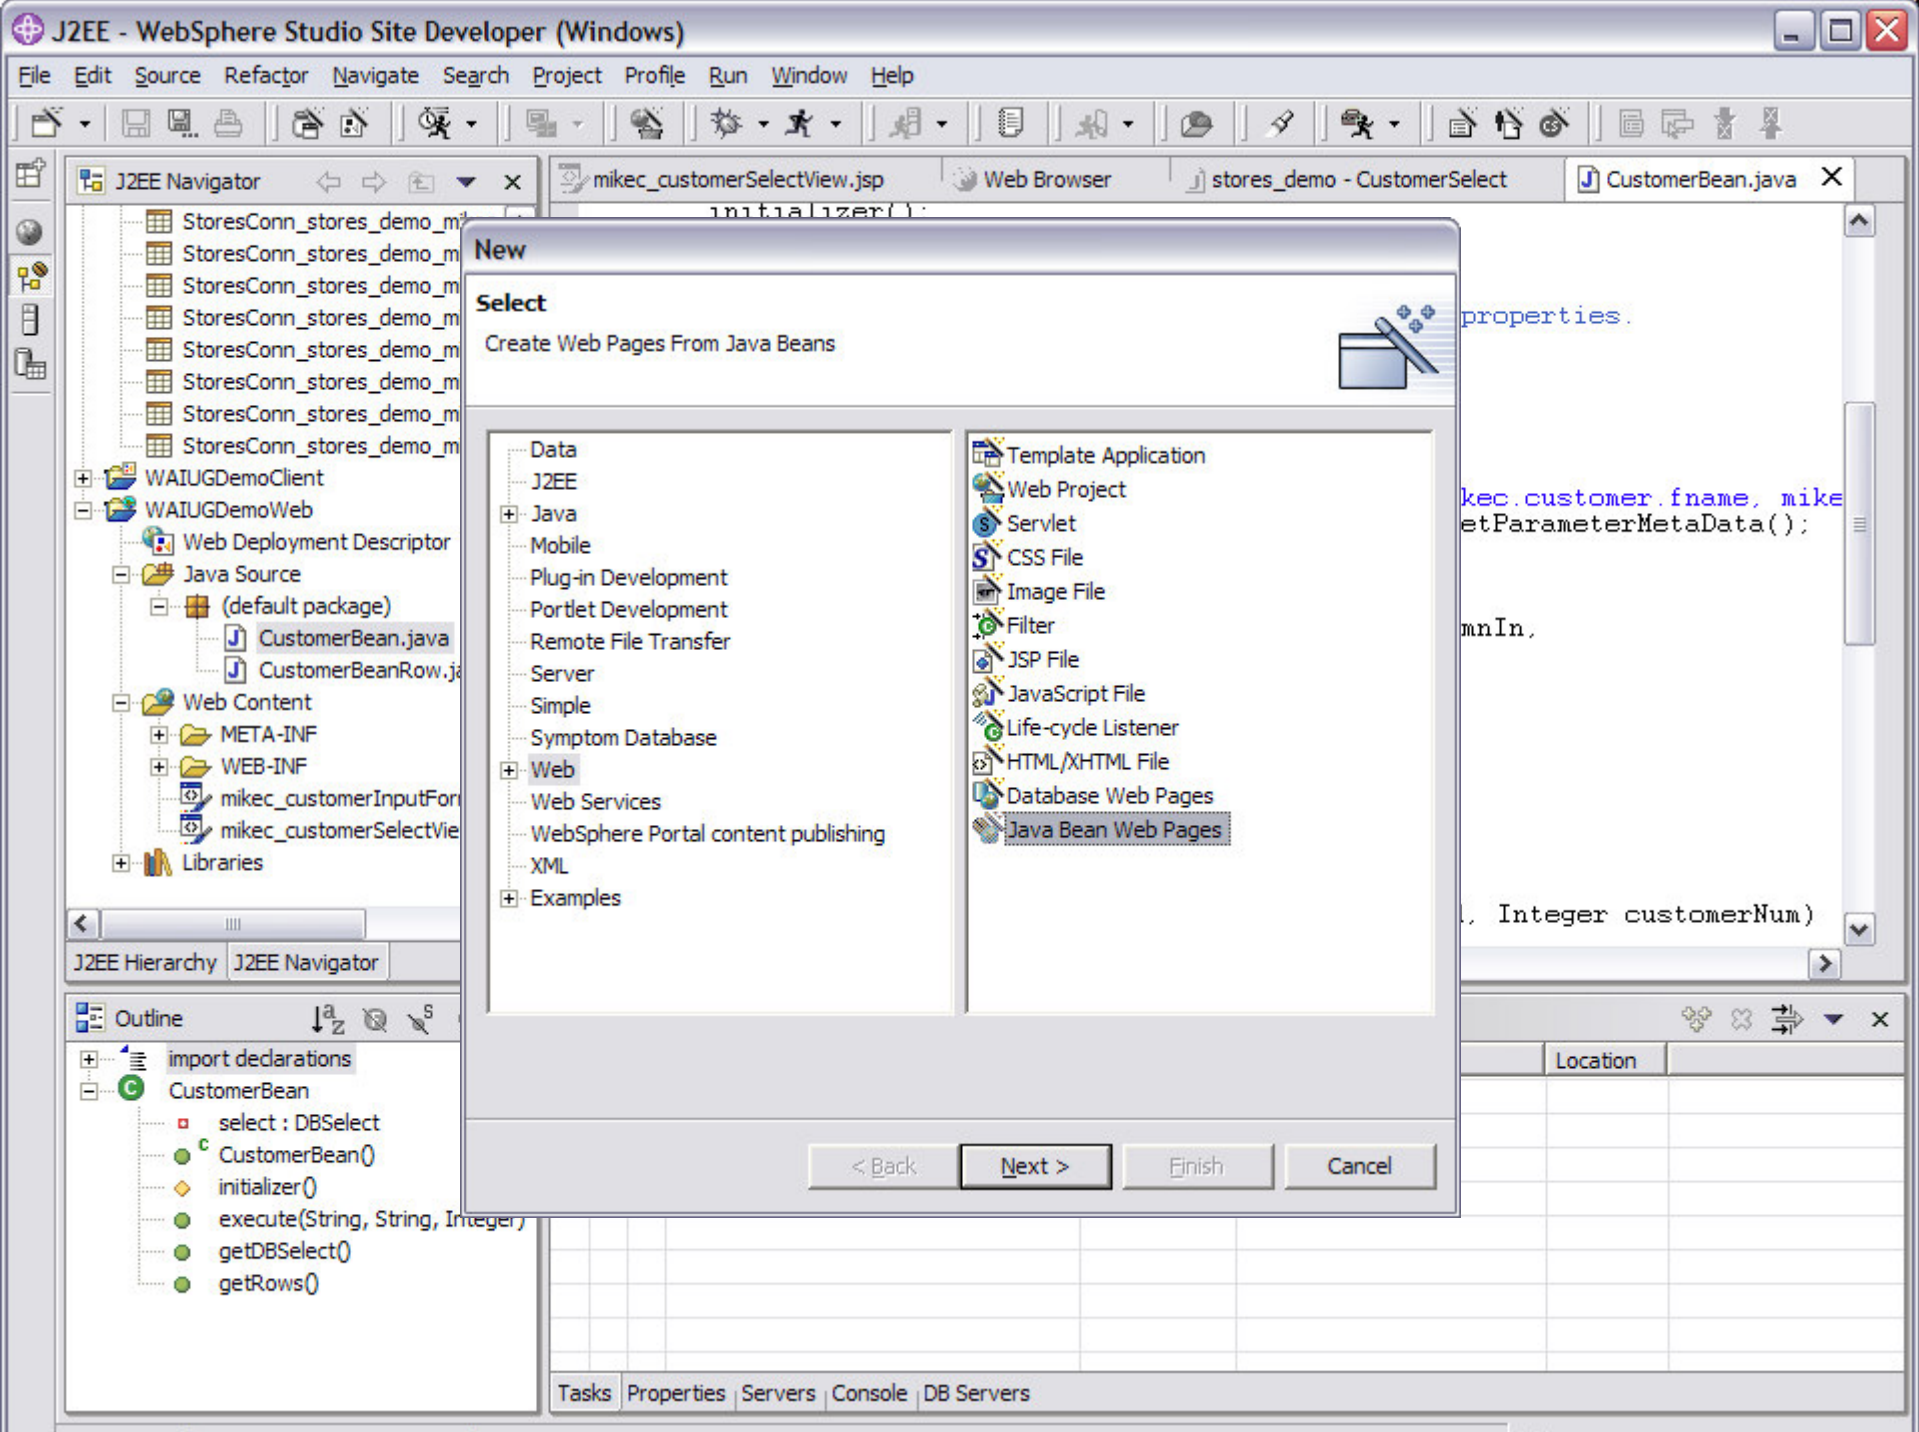 J2EE - WebSphere Studio Site Developer (Windows)
File Edit Source Refactor Navigate Search Project Profile Run Window Help
J2EE Navigator
mikec_customerSelectView.jsp Web Browser stores_demo - CustomerSelect CustomerBean.java
initializer();
StoresConn_stores_demo_mik
StoresConn_stores_demo_m
StoresConn_stores_demo_m
StoresConn_stores_demo_m
StoresConn_stores_demo_m
StoresConn_stores_demo_m
StoresConn_stores_demo_m
StoresConn_stores_demo_m
WAIUGDemoClient
WAIUGDemoWeb
Web Deployment Descriptor
Java Source
(default package)
CustomerBean.java
CustomerBeanRow.ja
Web Content
META-INF
WEB-INF
mikec_customerInputFor
mikec_customerSelectVie
Libraries
J2EE Hierarchy J2EE Navigator
New
Select
Create Web Pages From Java Beans
Data
J2EE
Java
Mobile
Plug-in Development
Portlet Development
Remote File Transfer
Server
Simple
Symptom Database
Web
Web Services
WebSphere Portal content publishing
XML
Examples
Template Application
Web Project
Servlet
CSS File
Image File
Filter
JSP File
JavaScript File
Life-cycle Listener
HTML/XHTML File
Database Web Pages
Java Bean Web Pages
< Back Next > Finish Cancel
properties.
kec.customer.fname, mike
etParameterMetaData();
mnIn,
, Integer customerNum)
Outline
import declarations
CustomerBean
select : DBSelect
CustomerBean()
initializer()
execute(String, String, Integer)
getDBSelect()
getRows()
Location
Tasks Properties Servers Console DB Servers